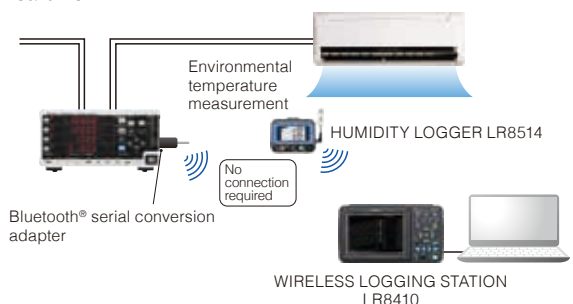 Environmental
temperature
measurement
HUMIDITY LOGGER LR8514
No
connection
required
Bluetooth® serial conversion
adapter
WIRELESS LOGGING STATION
LR8410